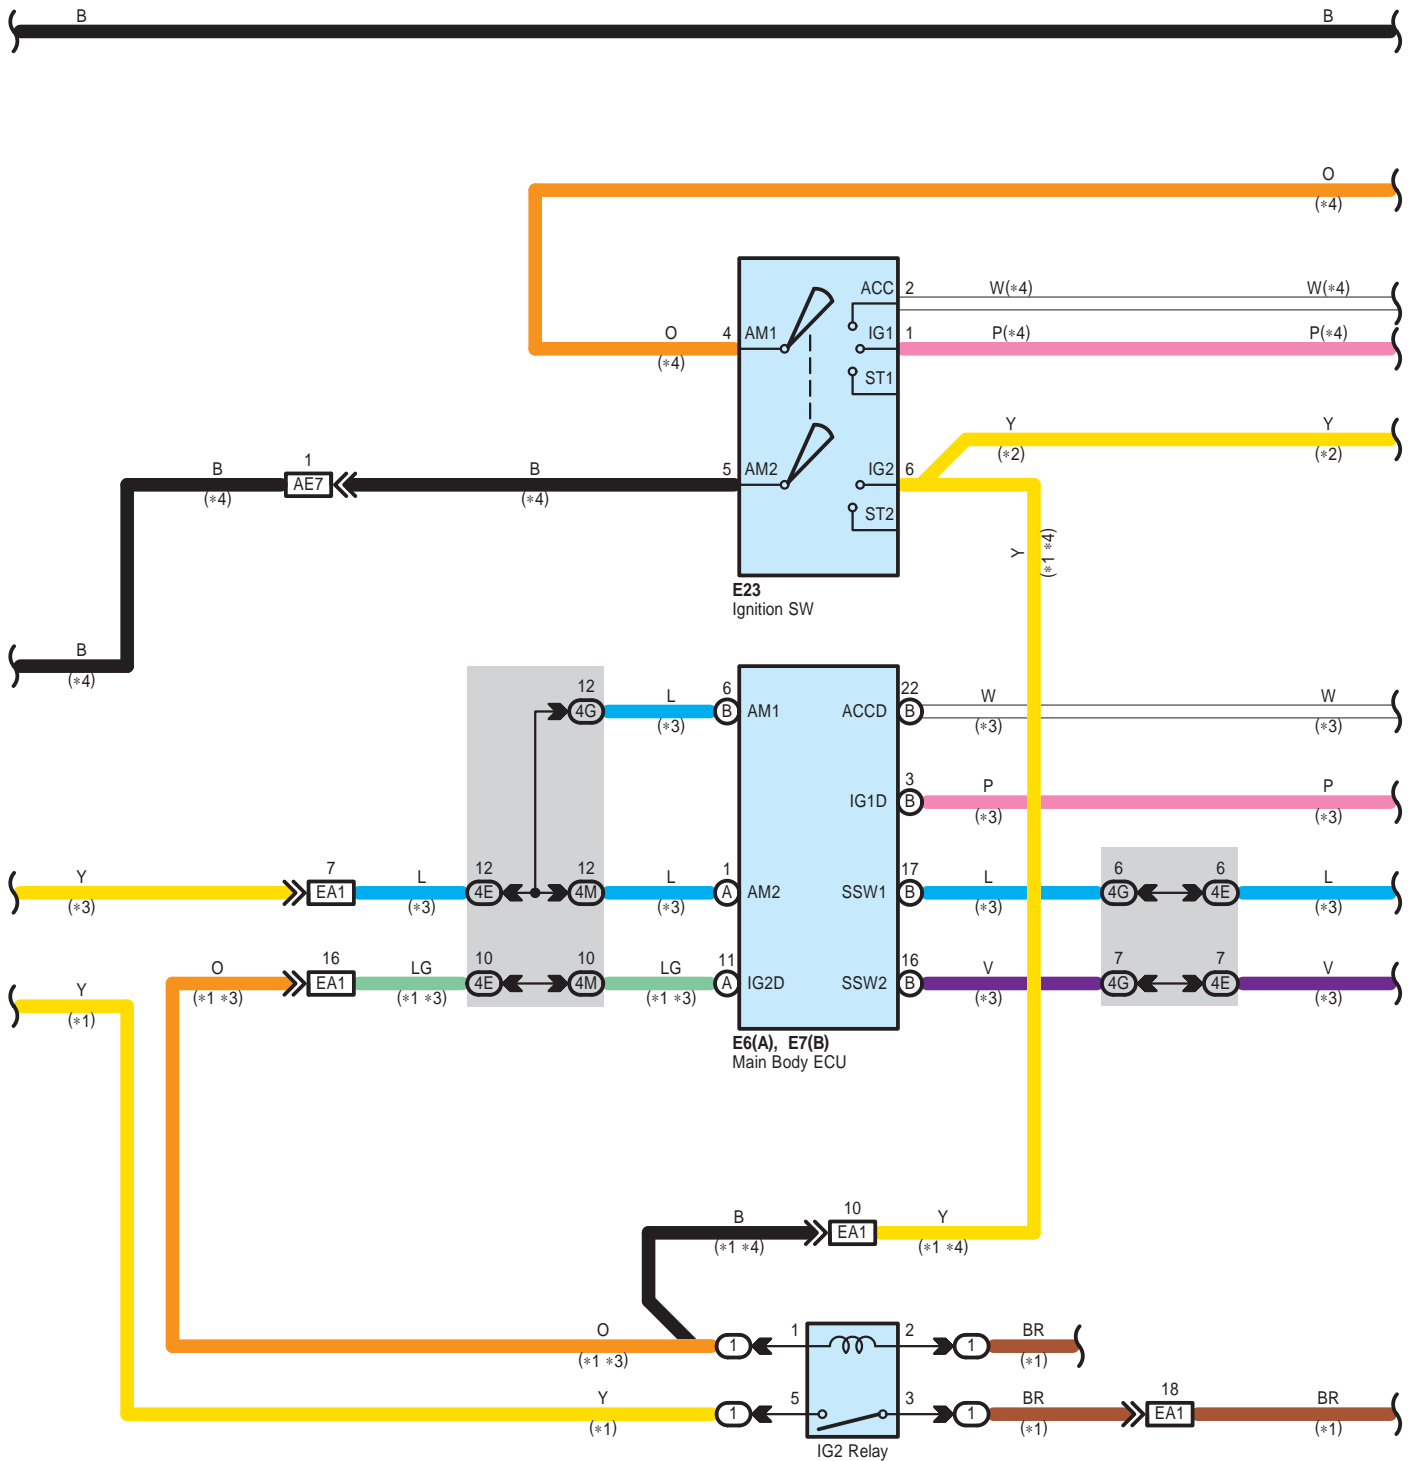 B B
O
(*4)
ACC 2 W(*4) W(*4)
O 4 AM1 IG1 1 P(*4) P(*4)
(*4)
ST1
Y Y
(*2) (*2)
1
B AE7 B 5 AM2 IG2 6
(*4) (*4)
ST2
Y (*1 *4)
E23
Ignition SW
B
(*4)
12 6 22
4G L B AM1 ACCD B W W
(*3) (*3) (*3)
3
IG1D B P P
(*3) (*3)
7 12 12 1 17 6 6
Y EA1 L 4E 4M L A AM2 SSW1 B L 4G 4E L
(*3) (*3) (*3) (*3) (*3)
16 10 10 11 16 7 7
O EA1 LG 4E 4M LG A IG2D SSW2 B V 4G 4E V
(*1 *3) (*1 *3) (*1 *3) (*3) (*3)
Y
(*1)
E6(A), E7(B)
Main Body ECU
10
B EA1 Y
(*1 *4) (*1 *4)
O 1 1 2 1 BR
(*1 *3) (*1)
18
Y 1 5 3 1 BR EA1 BR
(*1) (*1) (*1)
IG2 Relay